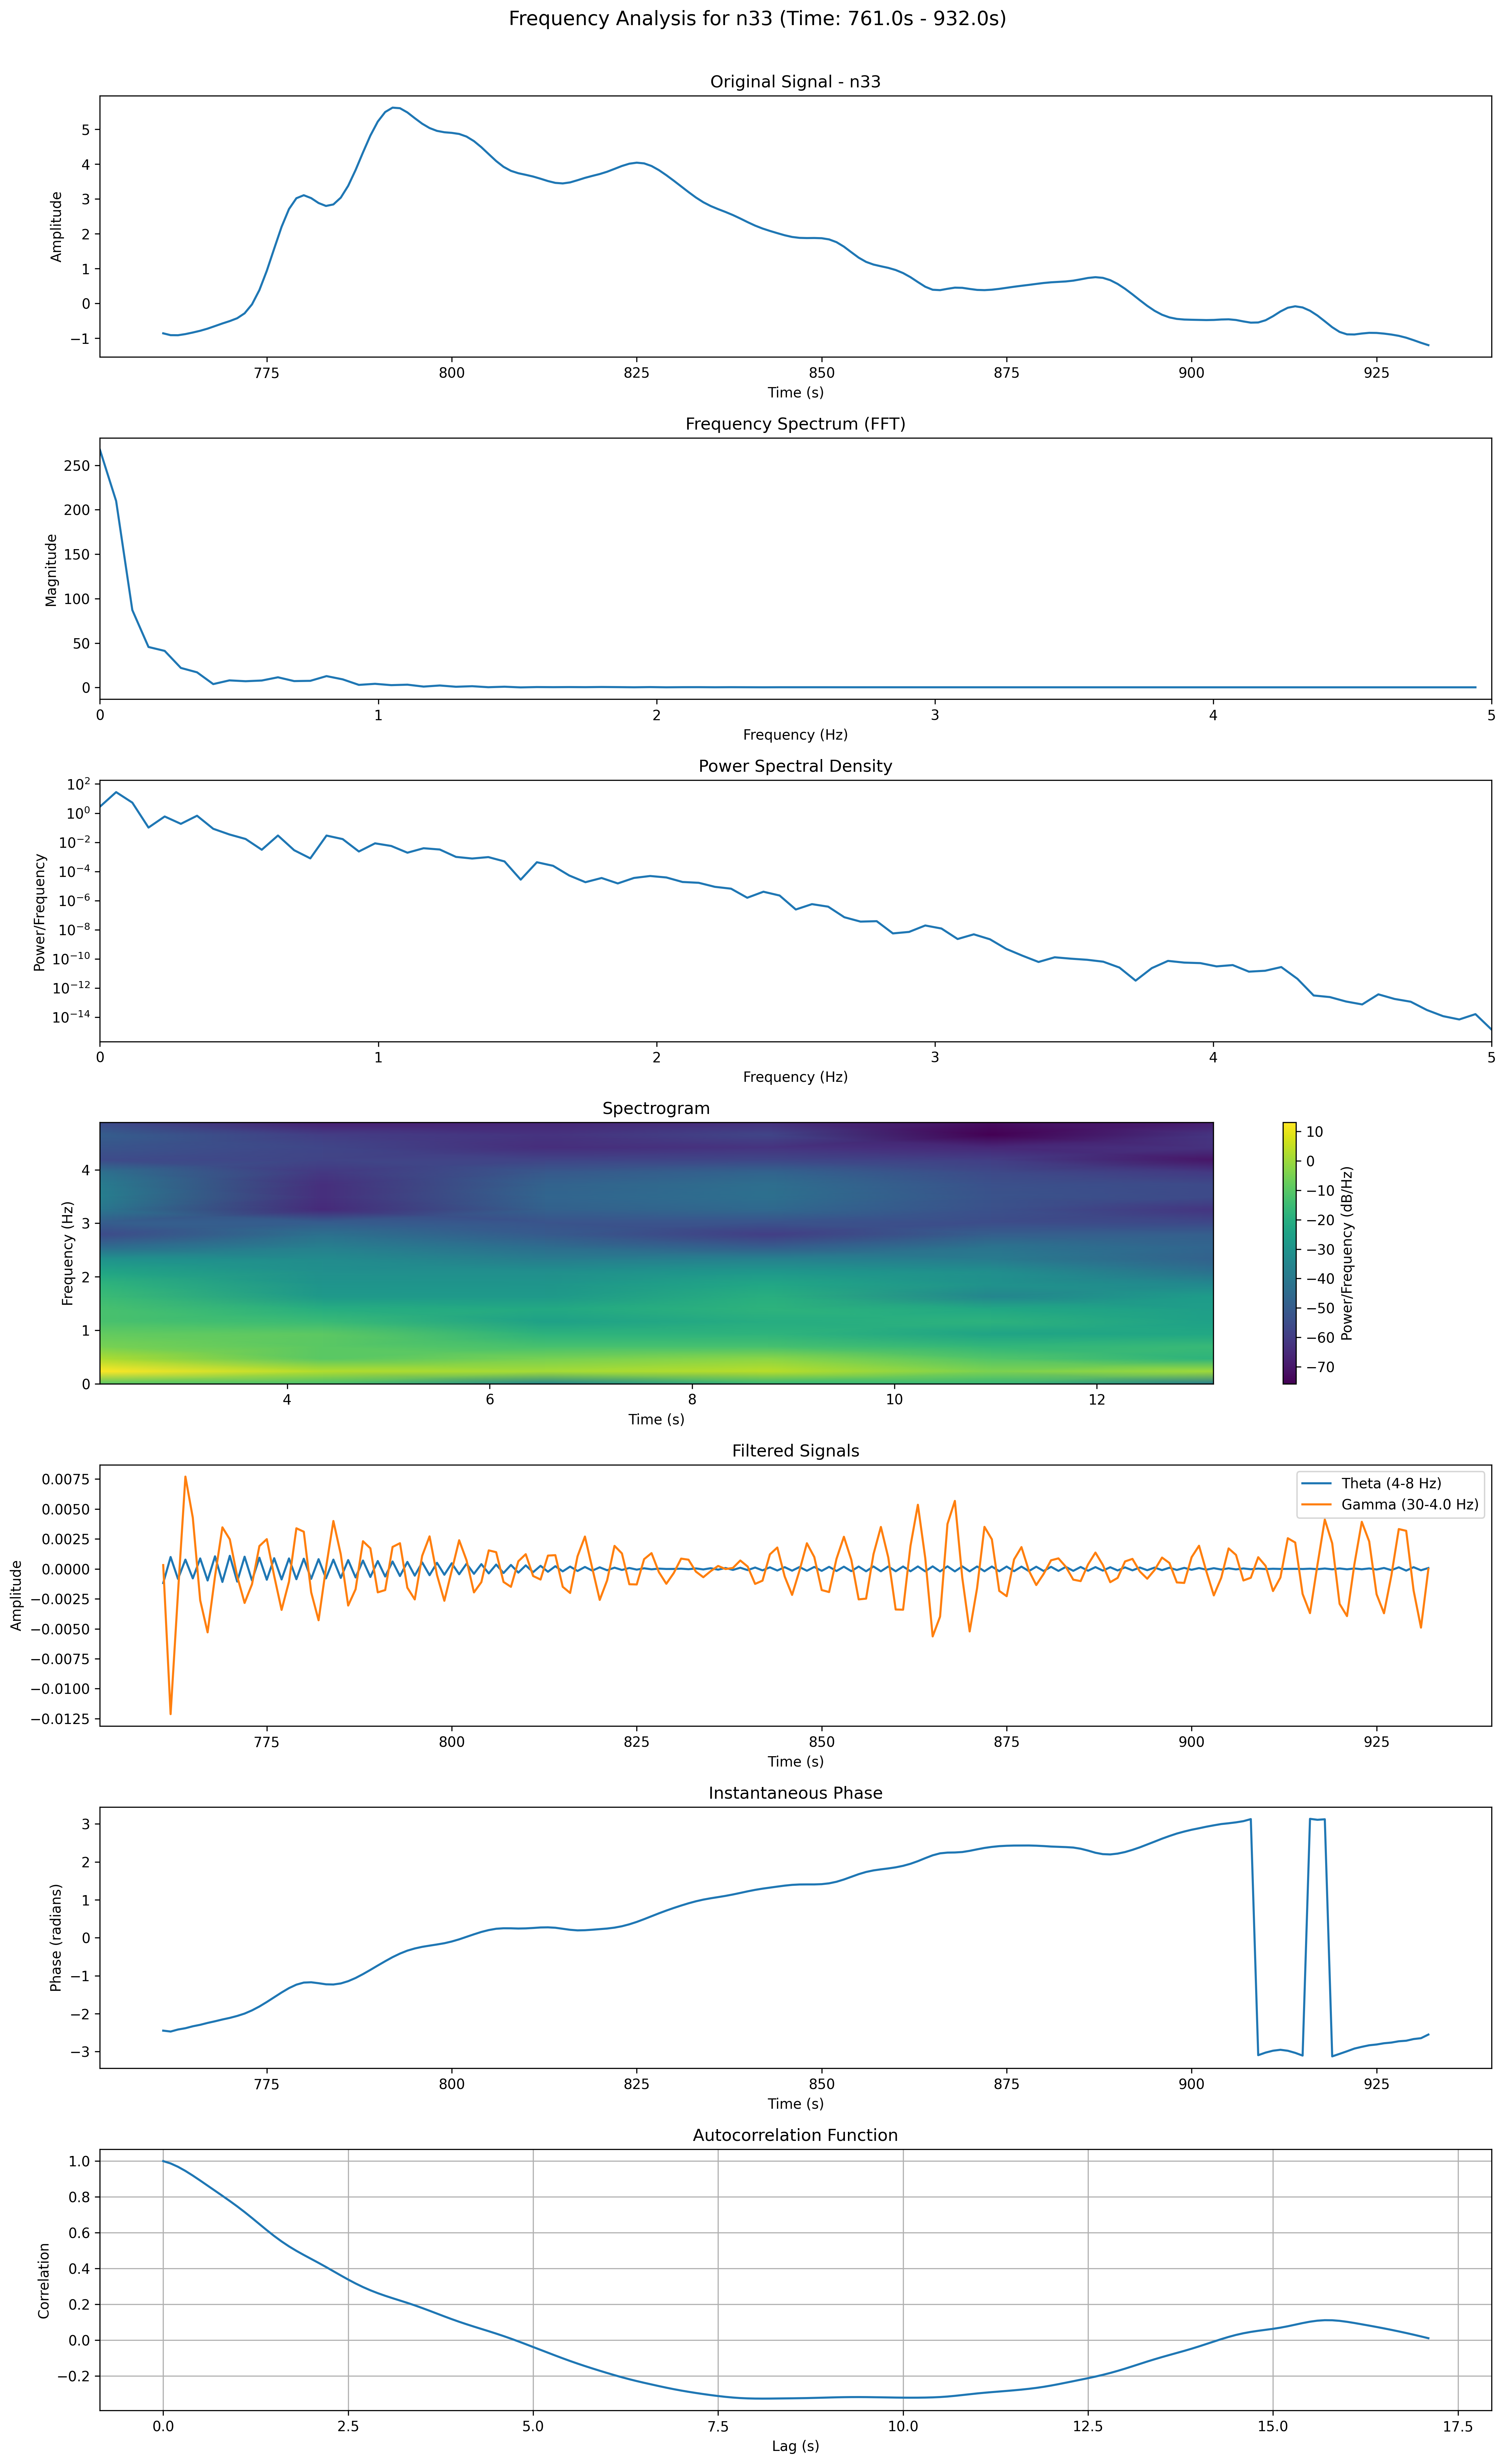 Frequency Analysis for n33 (Time: 761.0s - 932.0s)
Original Signal - n33
Amplitude
5
4
3
2
1
0
−1
775 800 825 850 875 900 925
Time (s)
Frequency Spectrum (FFT)
Magnitude
250
200
150
100
50
0
0 1 2 3 4 5
Frequency (Hz)
Power Spectral Density
Power/Frequency
10²
10⁰
10⁻²
10⁻⁴
10⁻⁶
10⁻⁸
10⁻¹⁰
10⁻¹²
10⁻¹⁴
0 1 2 3 4 5
Frequency (Hz)
Spectrogram
Frequency (Hz)
4
3
2
1
0
4 6 8 10 12
Time (s)
10
0
−10
−20
−30
−40
−50
−60
−70
Power/Frequency (dB/Hz)
Filtered Signals
Theta (4-8 Hz)
Gamma (30-4.0 Hz)
Amplitude
0.0075
0.0050
0.0025
0.0000
−0.0025
−0.0050
−0.0075
−0.0100
−0.0125
775 800 825 850 875 900 925
Time (s)
Instantaneous Phase
Phase (radians)
3
2
1
0
−1
−2
−3
775 800 825 850 875 900 925
Time (s)
Autocorrelation Function
Correlation
1.0
0.8
0.6
0.4
0.2
0.0
−0.2
0.0 2.5 5.0 7.5 10.0 12.5 15.0 17.5
Lag (s)